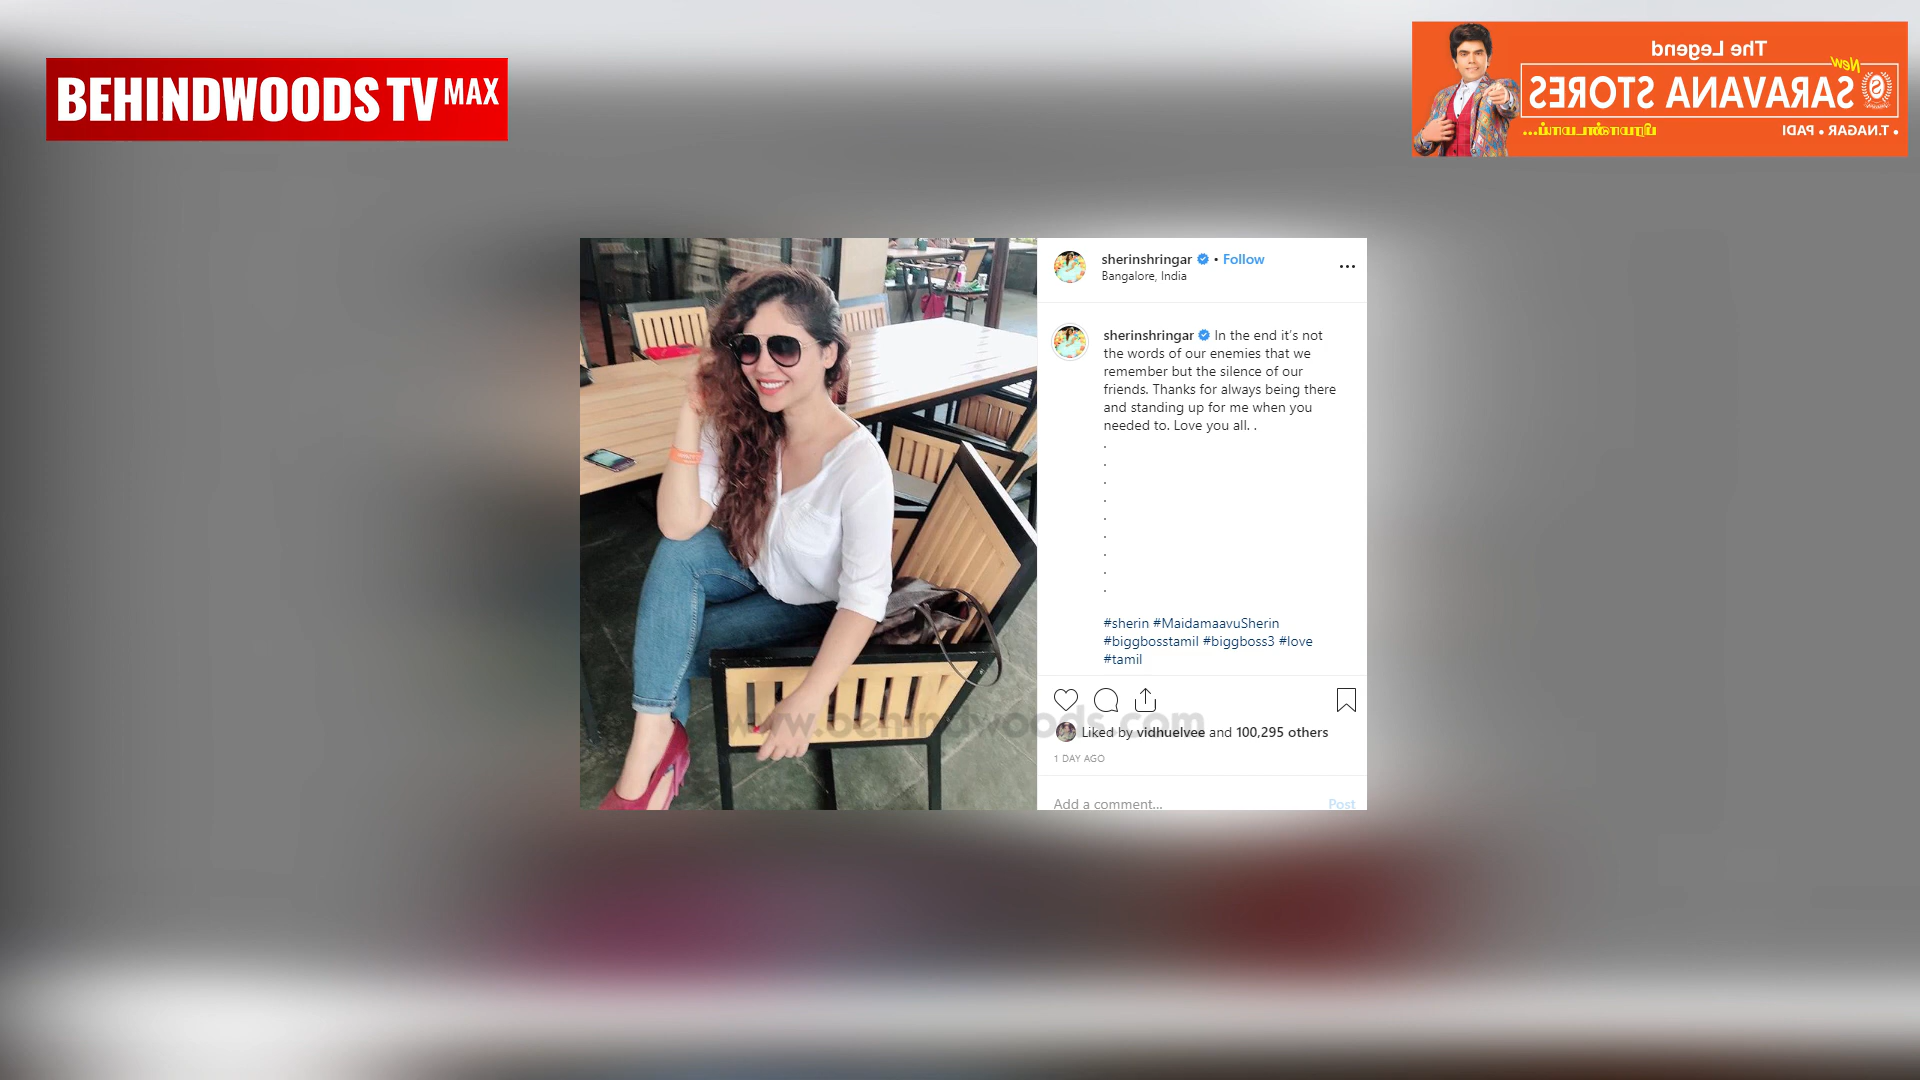 BEHINDWOODS TV MAX
The Legend
New
SARAVANA STORES
• T.NAGAR • PADI
sherinshringar • Follow
Bangalore, India
sherinshringar In the end it's not
the words of our enemies that we
remember but the silence of our
friends. Thanks for always being there
and standing up for me when you
needed to. Love you all. .
.
.
.
.
.
.
.
.
.
#sherin #MaidamaavuSherin
#biggbosstamil #biggboss3 #love
#tamil
www.behindwoods.com
Liked by vidhuelvee and 100,295 others
1 DAY AGO
Add a comment... Post